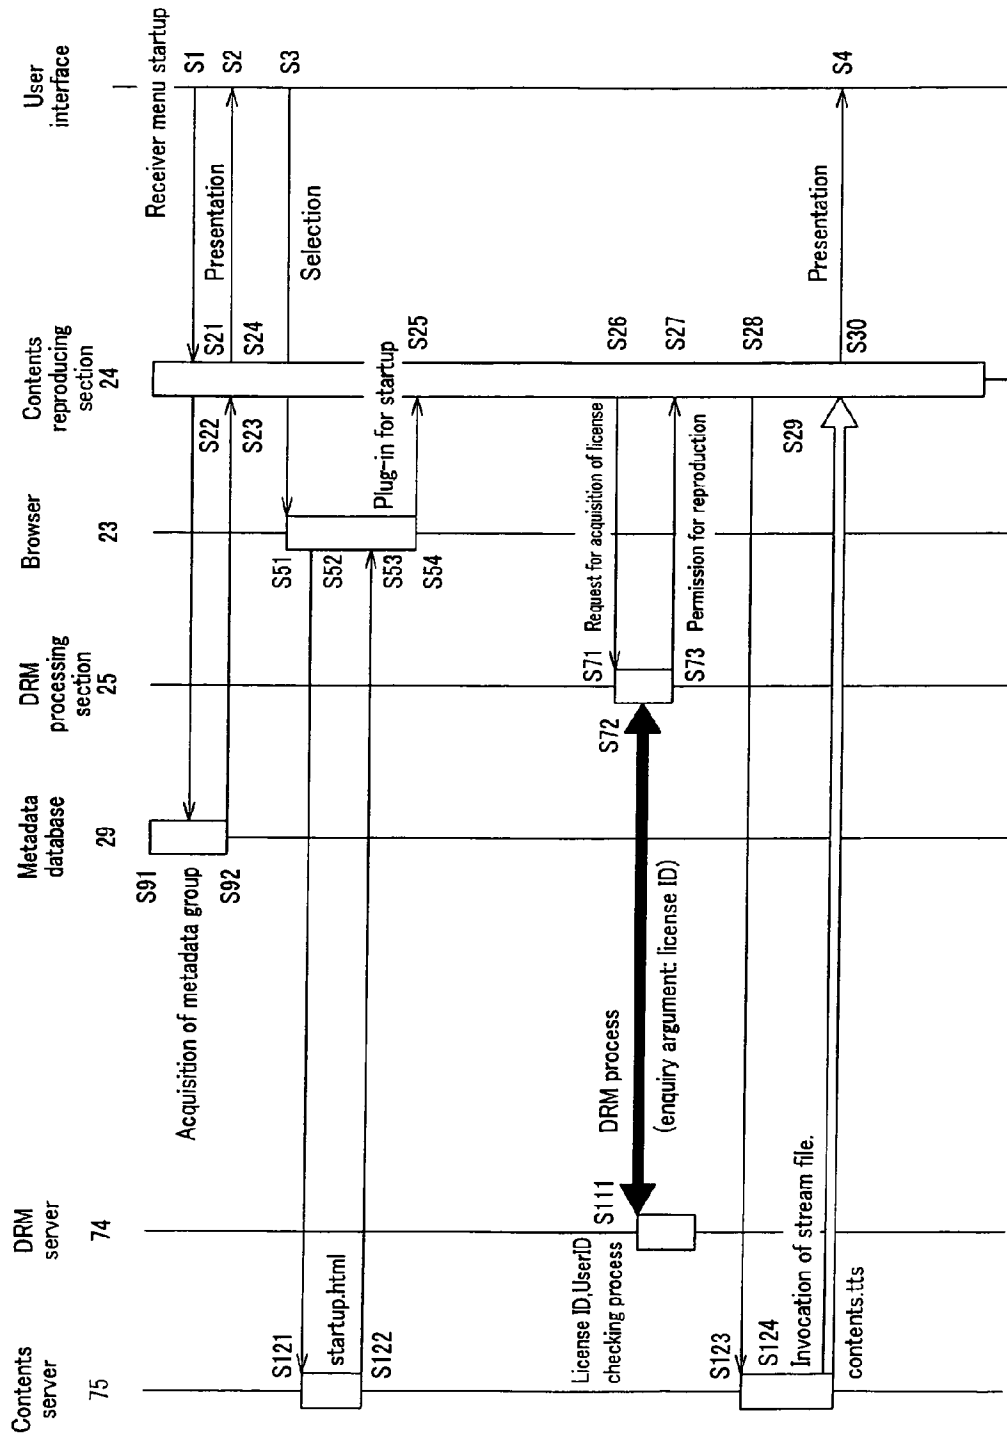 Contents
server
75
DRM
server
74
Metadata
database
29
DRM
processing
section
25
Browser
23
Contents
reproducing
section
24
User
interface
Receiver menu startup
S1
S21
Presentation
S2
S22
S24
S23
S91
S92
Acquisition of metadata group
S3
Selection
S51
S52
S121
startup.html
S122
S53
S54
Plug-in for startup
S25
S26
Request for acquisition of license
S71
S72
DRM process
(enquiry argument: license ID)
S111
License ID,UserID
checking process
S73
Permission for reproduction
S27
S28
S123
S124
Invocation of stream file.
contents.tts
S29
S30
Presentation
S4